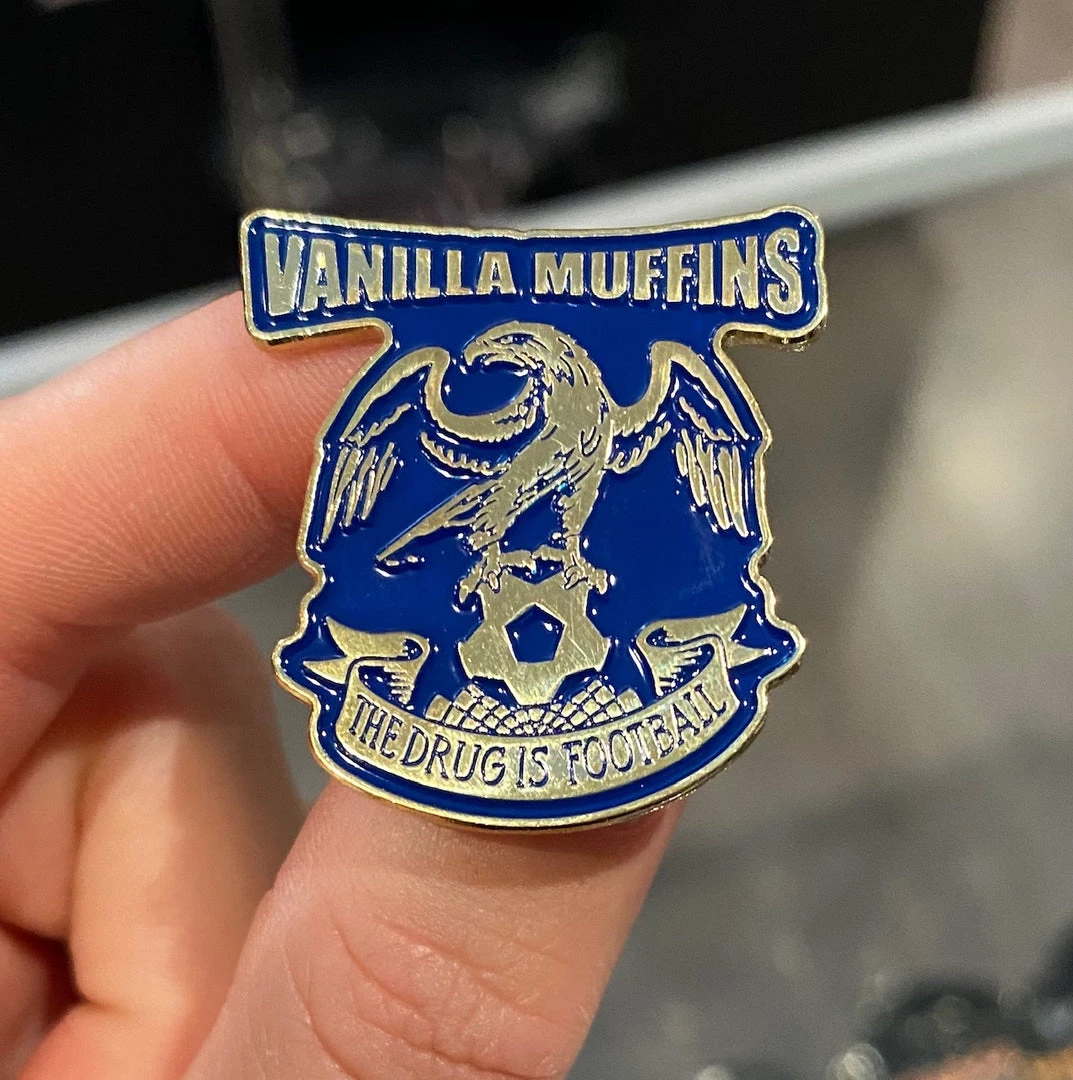 VANILLA MUFFINS
THE DRUG IS FOOTBALL